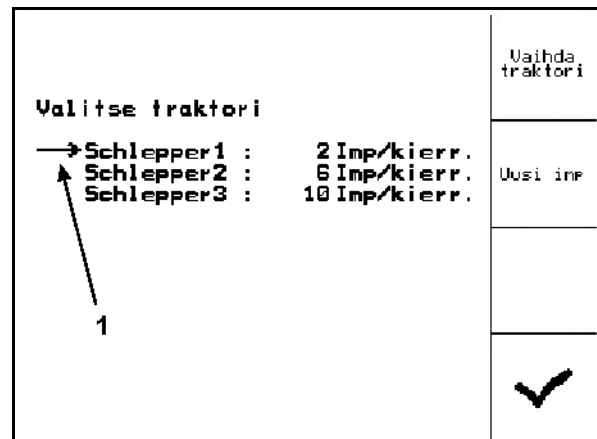 Vaihda
traktori
Valitse traktori
Schlepper1 : 2 Imp/kierr.
Schlepper2 : 6 Imp/kierr.
Schlepper3 : 10 Imp/kierr.
Uusi imp
1